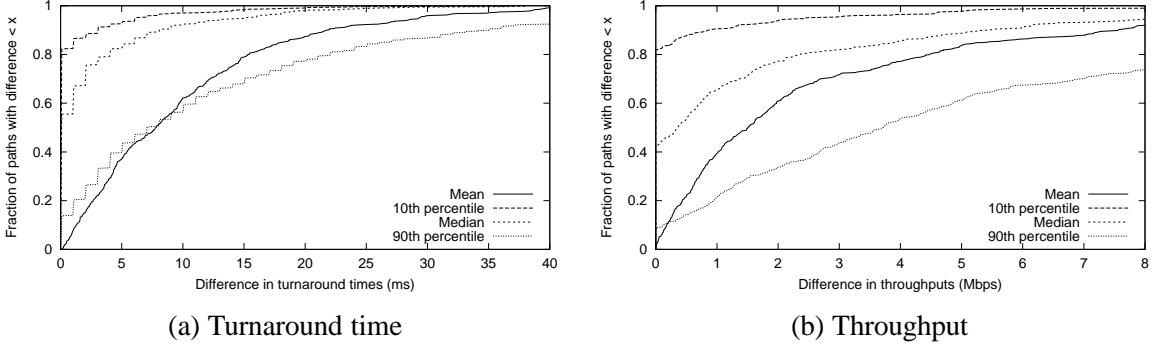 Fraction of paths with difference < x
1
0.8
0.6
0.4
0.2
0
Mean
10th percentile
Median
90th percentile
0 5 10 15 20 25 30 35 40
Difference in turnaround times (ms)
(a) Turnaround time
Fraction of paths with difference < x
1
0.8
0.6
0.4
0.2
0
Mean
10th percentile
Median
90th percentile
0 1 2 3 4 5 6 7 8
Difference in throughputs (Mbps)
(b) Throughput